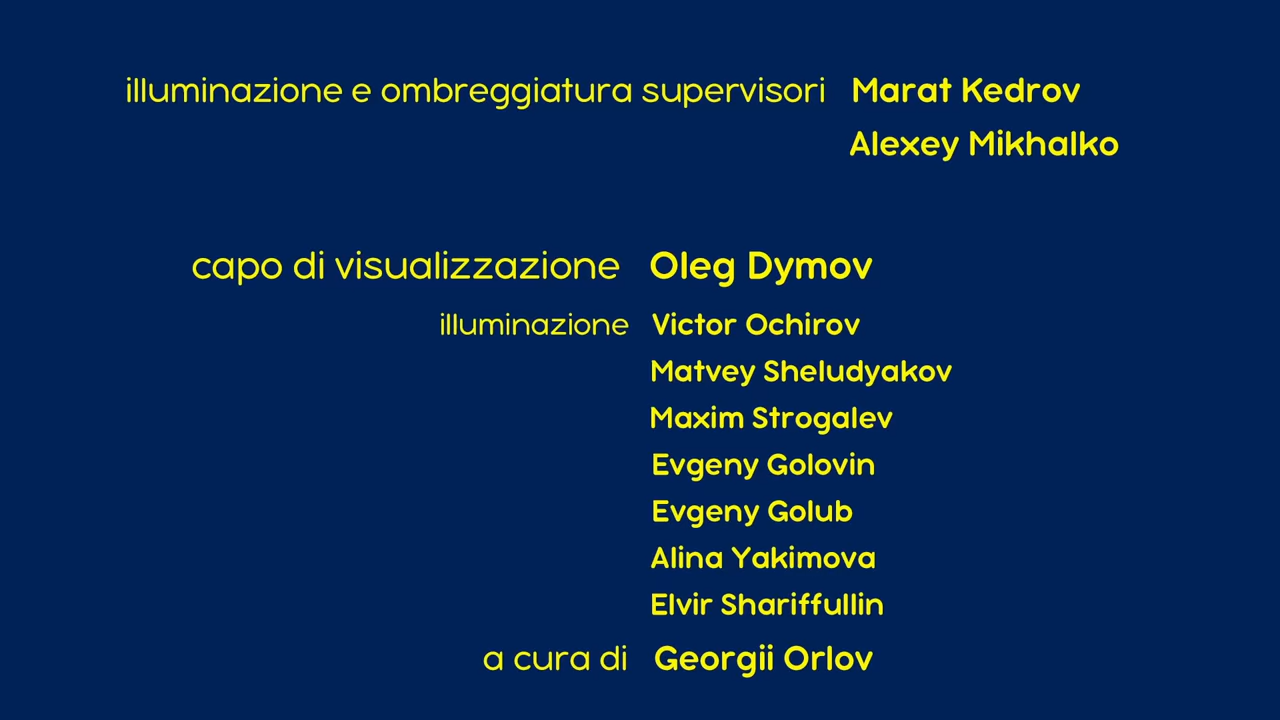 illuminazione e ombreggiatura supervisori Marat Kedrov
Alexey Mikhalko
capo di visualizzazione Oleg Dymov
illuminazione Victor Ochirov
Matvey Sheludyakov
Maxim Strogalev
Evgeny Golovin
Evgeny Golub
Alina Yakimova
Elvir Shariffullin
a cura di Georgii Orlov